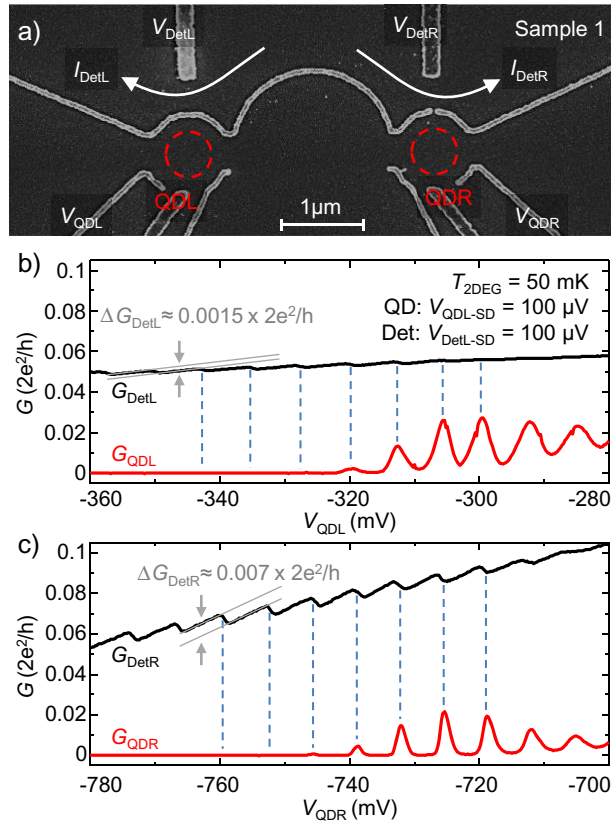 a)
V_DetL
V_DetR
Sample 1
I_DetL
I_DetR
QDL
QDR
V_QDL
1μm
V_QDR
b)
0.1
0.08
0.06
0.04
0.02
0
G (2e²/h)
T_2DEG = 50 mK
QD: V_QDL-SD = 100 μV
Det: V_DetL-SD = 100 μV
ΔG_DetL ≈ 0.0015 x 2e²/h
G_DetL
G_QDL
-360 -340 -320 -300 -280
V_QDL (mV)
c)
0.1
0.08
0.06
0.04
0.02
0
G (2e²/h)
ΔG_DetR ≈ 0.007 x 2e²/h
G_DetR
G_QDR
-780 -760 -740 -720 -700
V_QDR (mV)